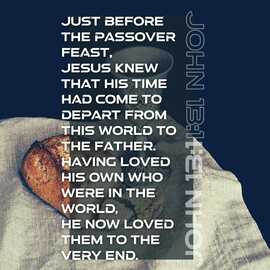 JUST BEFORE
THE PASSOVER
FEAST,
JESUS KNEW
THAT HIS TIME
HAD COME TO
DEPART FROM
THIS WORLD TO
THE FATHER.
HAVING LOVED
HIS OWN WHO
WERE IN THE
WORLD,
HE NOW LOVED
THEM TO THE
VERY END.
JOHN 13:1